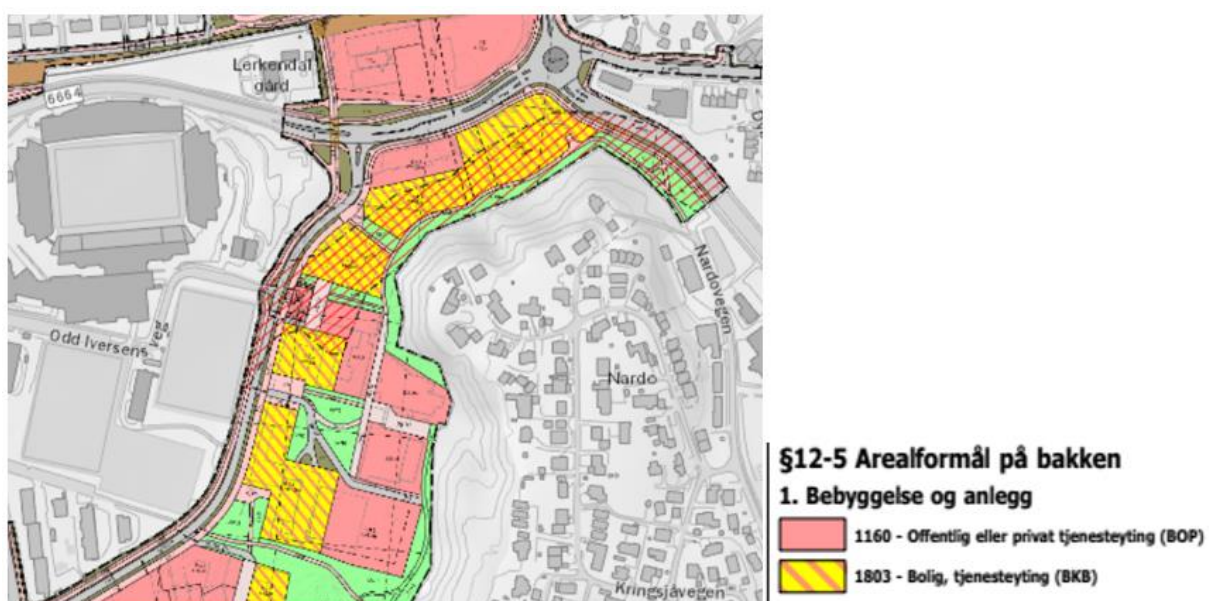 Lerkendal
gård
6664
Odd Iversens veg
Nardovegen
Nardo
Kringsjåvegen
§12-5 Arealformål på bakken
1. Bebyggelse og anlegg
1160 - Offentlig eller privat tjenesteyting (BOP)
1803 - Bolig, tjenesteyting (BKB)